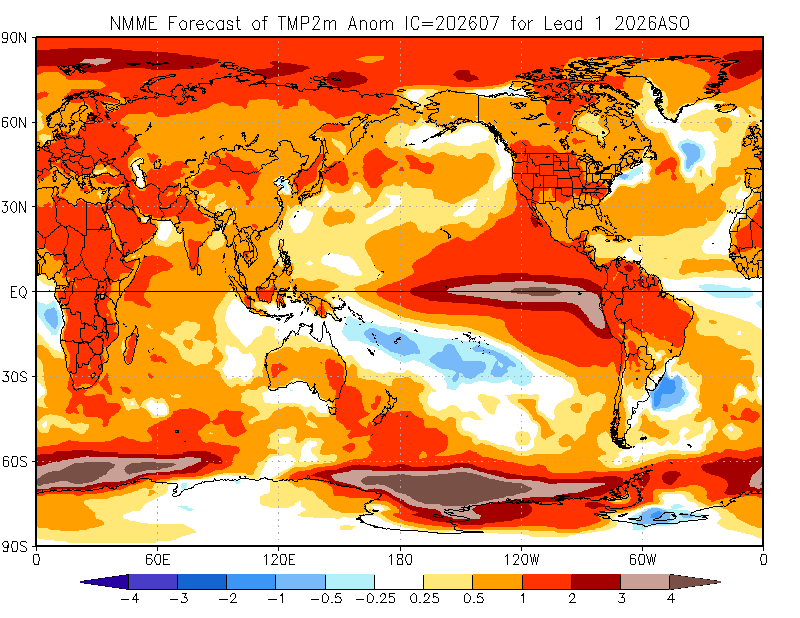 NMME Forecast of TMP2m Anom IC=202607 for Lead 1 2026ASO
90N
60N
30N
EQ
30S
60S
90S
0 60E 120E 180 120W 60W 0
-4 -3 -2 -1 -0.5 -0.25 0.25 0.5 1 2 3 4